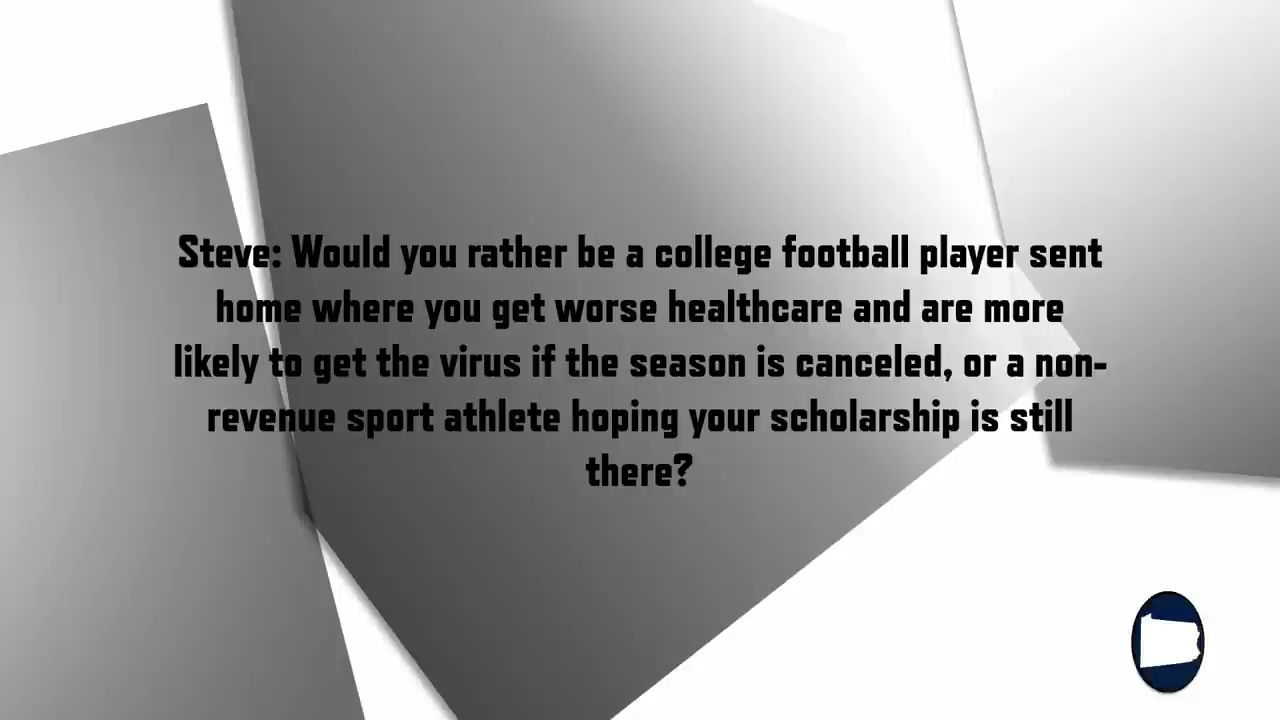 Steve: Would you rather be a college football player sent
home where you get worse healthcare and are more
likely to get the virus if the season is canceled, or a non-
revenue sport athlete hoping your scholarship is still
there?